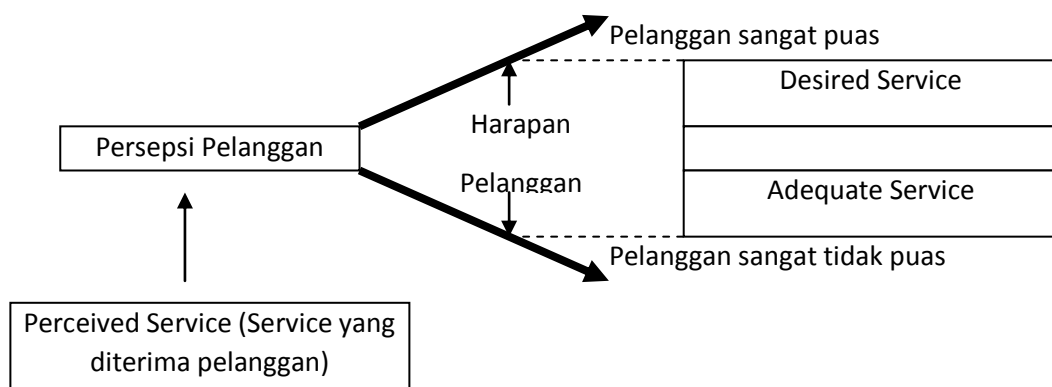 Pelanggan sangat puas
Desired Service
Harapan
Persepsi Pelanggan
Pelanggan
Adequate Service
Pelanggan sangat tidak puas
Perceived Service (Service yang
diterima pelanggan)